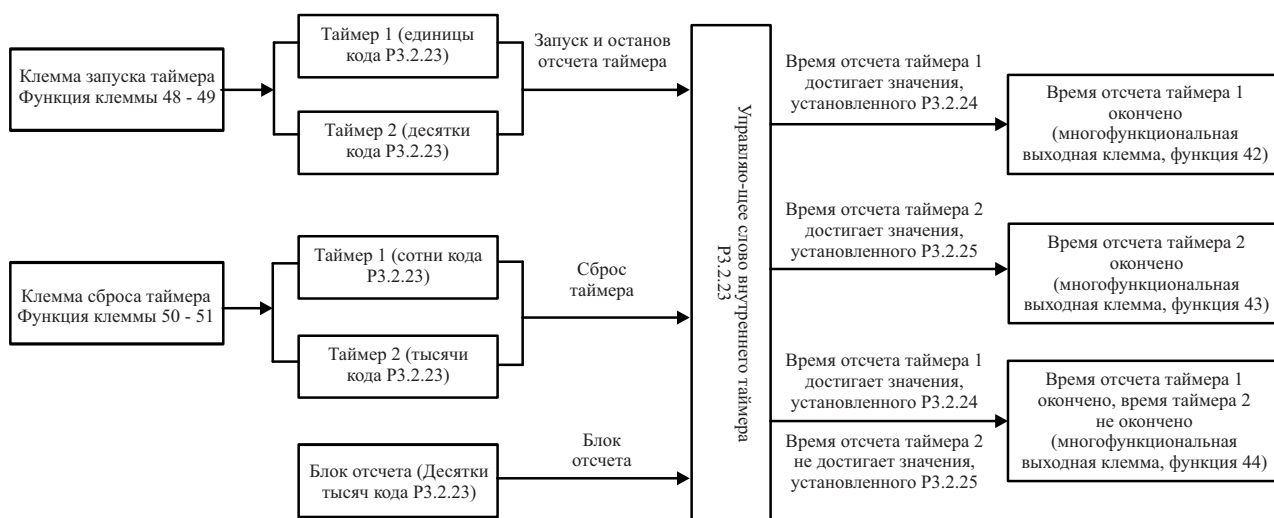 Клемма запуска таймера
Функция клеммы 48 - 49
Таймер 1 (единицы
кода P3.2.23)
Таймер 2 (десятки
кода P3.2.23)
Запуск и останов
отсчета таймера
Клемма сброса таймера
Функция клеммы 50 - 51
Таймер 1 (сотни кода
P3.2.23)
Таймер 2 (тысячи
кода P3.2.23)
Сброс
таймера
Блок отсчета (Десятки
тысяч кода P3.2.23)
Блок
отсчета
Управляю-щее слово внутреннего таймера
P3.2.23
Время отсчета таймера 1
достигает значения,
установленного P3.2.24
Время отсчета таймера 1
окончено
(многофункциональная
выходная клемма, функция 42)
Время отсчета таймера 2
достигает значения,
установленного P3.2.25
Время отсчета таймера 2
окончено
(многофункциональная
выходная клемма, функция 43)
Время отсчета таймера 1
достигает значения,
установленного P3.2.24
Время отсчета таймера 2
не достигает значения,
установленного P3.2.25
Время отсчета таймера 1
окончено, время таймера 2
не окончено
(многофункциональная
выходная клемма, функция 44)